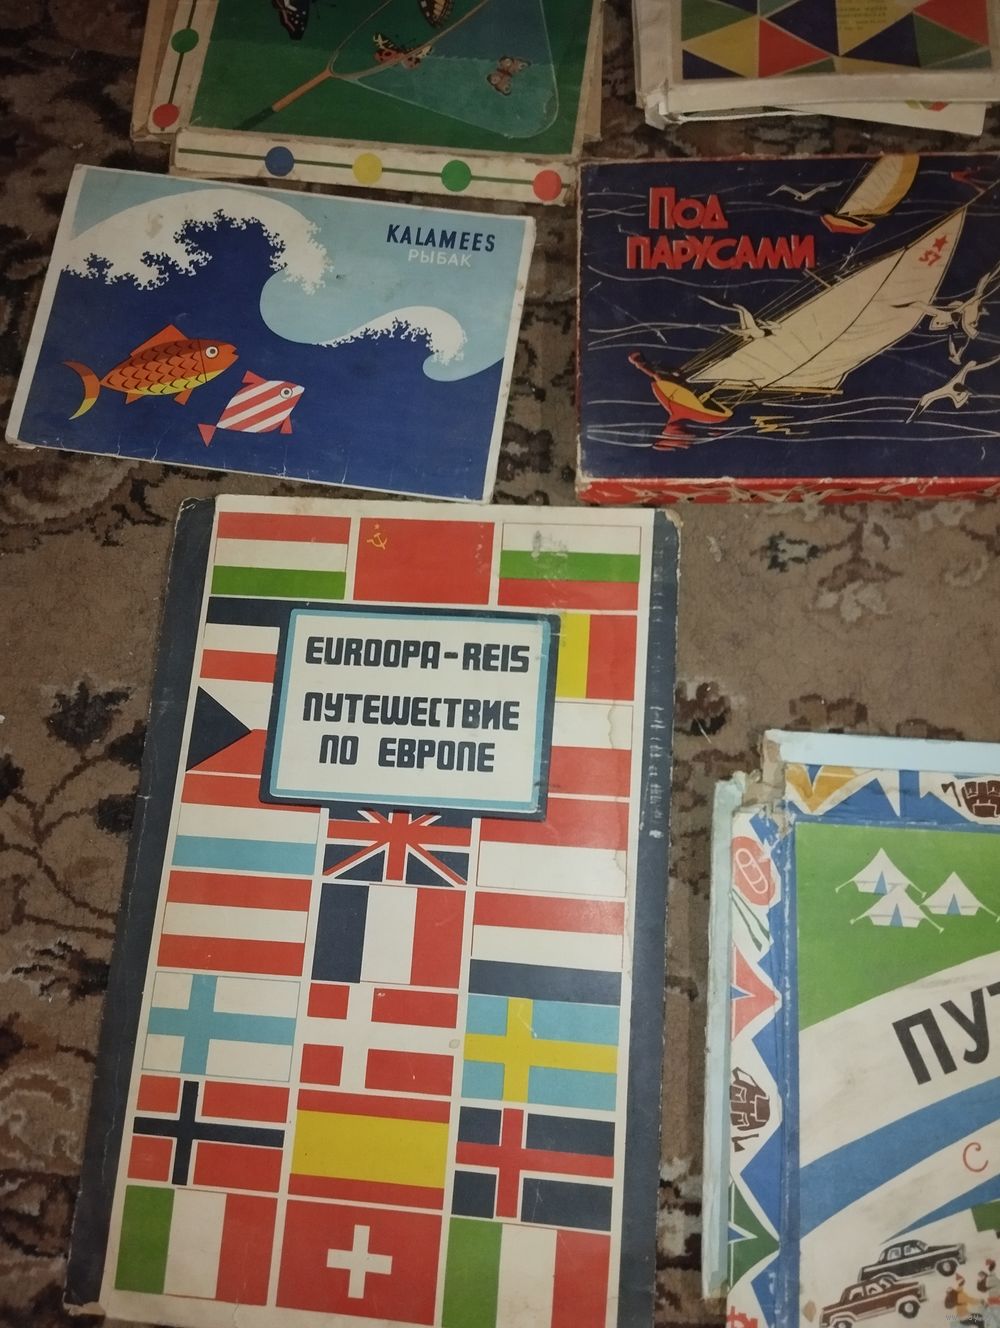 KALAMEES
РЫБАК
ПОД
ПАРУСАМИ
EUROOPA-REIS
ПУТЕШЕСТВИЕ
ПО ЕВРОПЕ
ПУТ
С